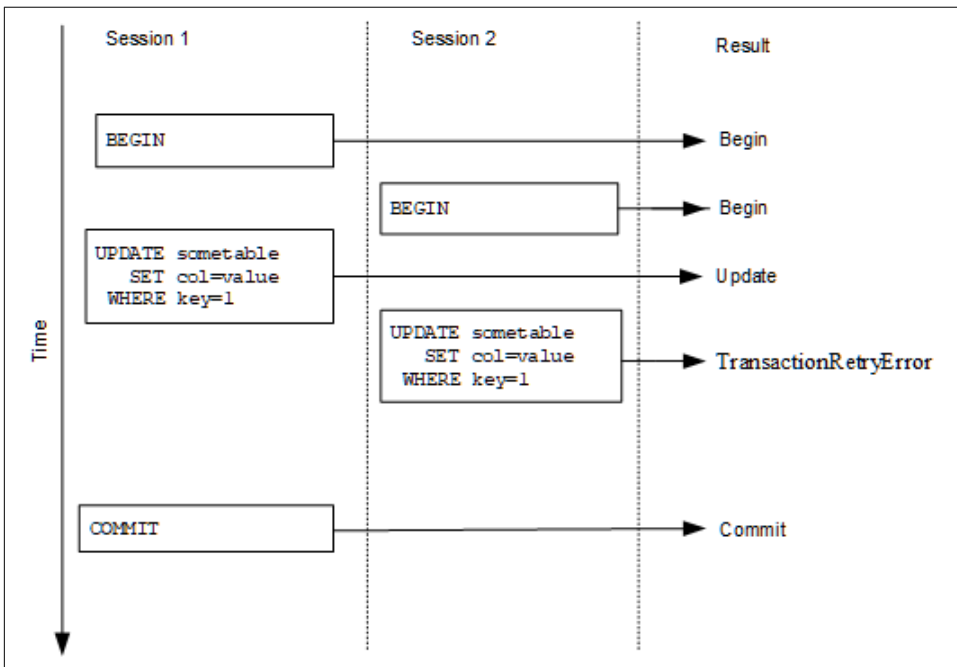 Session 1
Session 2
Result
BEGIN
Begin
BEGIN
Begin
UPDATE sometable
SET col=value
WHERE key=1
Update
UPDATE sometable
SET col=value
WHERE key=1
TransactionRetryError
Time
COMMIT
Commit